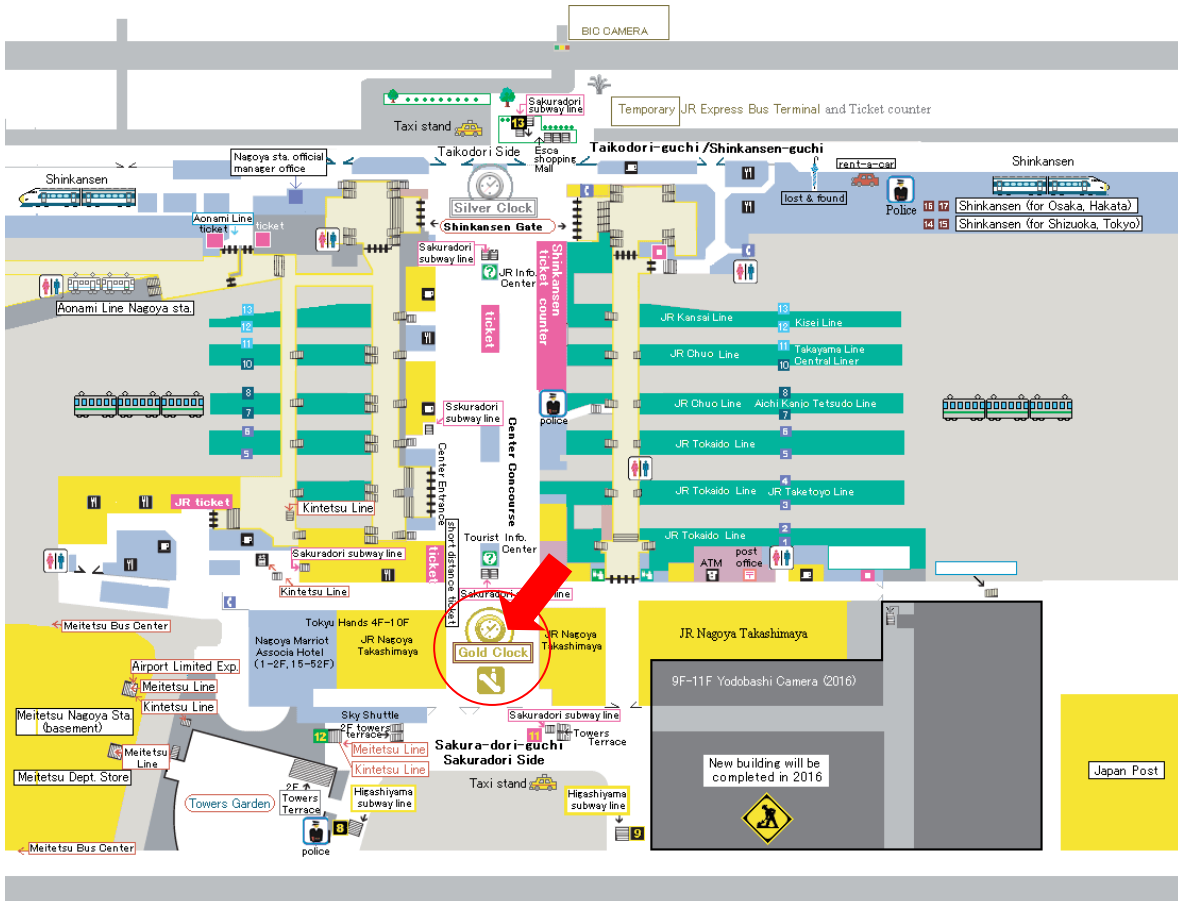 BIC CAMERA
Sakuradori
subway line
13
Temporary JR Express Bus Terminal and Ticket counter
Taxi stand
Taikodori Side
Esca
shopping
Mall
Taikodori-guchi /Shinkansen-guchi
Nagoya sta. official
manager office
Shinkansen
rent-a-car
Shinkansen
lost & found
Police
16 17 Shinkansen (for Osaka, Hakata)
14 15 Shinkansen (for Shizuoka, Tokyo)
Silver Clock
Shinkansen Gate
Aonami Line
ticket
ticket
Sakuradori
subway line
JR Info.
Center
Shinkansen ticket counter
ticket
Aonami Line Nagoya sta.
13
12
11
10
8
7
6
5
JR Kansai Line
13
12
Kisei Line
JR Chuo Line
11
10
Takayama Line
Central Liner
JR Chuo Line
8
7
Aichi Kanjo Tetsudo Line
JR Tokaido Line
6
5
JR Tokaido Line
JR Taketoyo Line
4
3
JR Tokaido Line
2
1
police
Sskuradori
subway line
Center Concourse
Center Entrance
JR ticket
Kintetsu Line
short distance ticket
ticket
Tourist Info.
Center
Sakuradori subway line
Kintetsu Line
Sakuradori subway line
ATM
post
office
Meitetsu Bus Center
Tokyu Hands 4F-10F
Nagoya Marriot
Associa Hotel
(1-2F, 15-52F)
JR Nagoya
Takashimaya
Gold Clock
JR Nagoya
Takashimaya
JR Nagoya Takashimaya
Airport Limited Exp.
Meitetsu Line
Kintetsu Line
Meitetsu Nagoya Sta.
(basement)
Meitetsu
Line
Meitetsu Dept. Store
9F-11F Yodobashi Camera (2016)
Sky Shuttle
2F towers
terrace
12
Meitetsu Line
Kintetsu Line
Sakuradori subway line
11
Towers
Terrace
Sakura-dori-guchi
Sakuradori Side
Taxi stand
New building will be
completed in 2016
Japan Post
Towers Garden
2F
Towers
Terrace
Higashiyama
subway line
8
police
Higashiyama
subway line
9
Meitetsu Bus Center